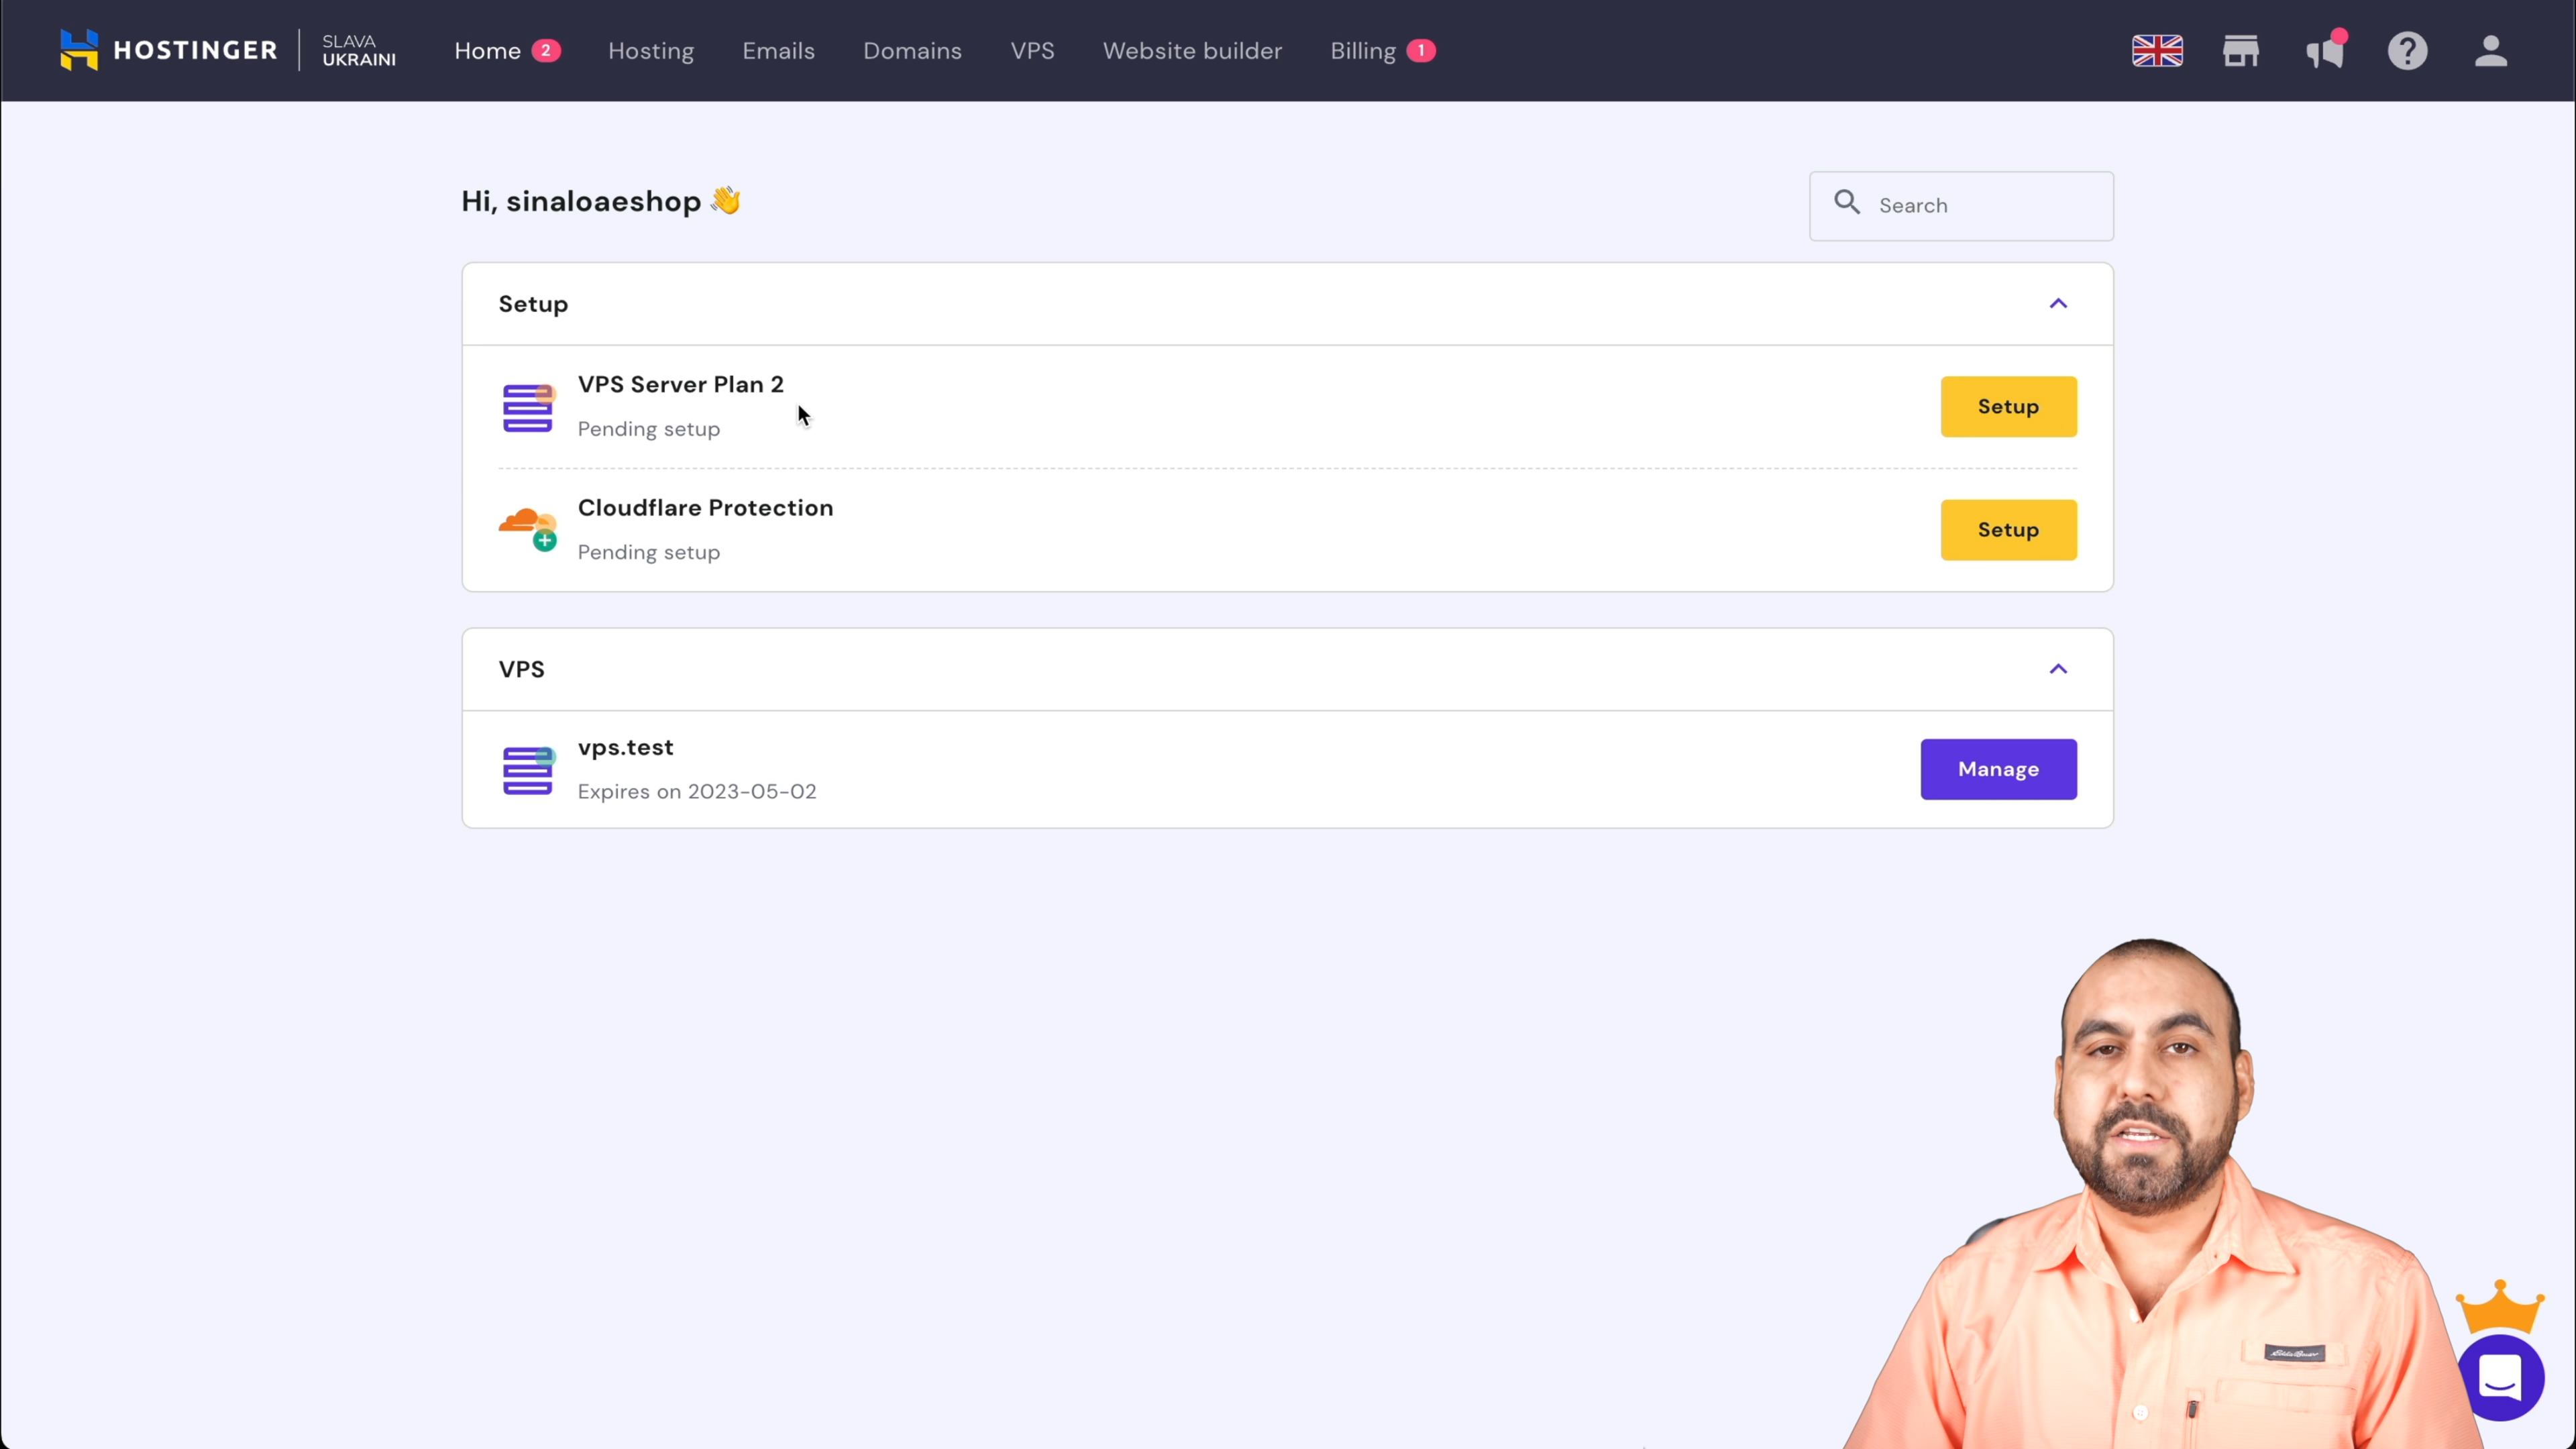 HOSTINGER
SLAVA
UKRAINI
Home 2
Hosting
Emails
Domains
VPS
Website builder
Billing 1
Hi, sinaloaeshop 👋
Search
Setup
VPS Server Plan 2
Pending setup
Setup
Cloudflare Protection
Pending setup
Setup
VPS
vps.test
Expires on 2023-05-02
Manage
Eddie Bauer